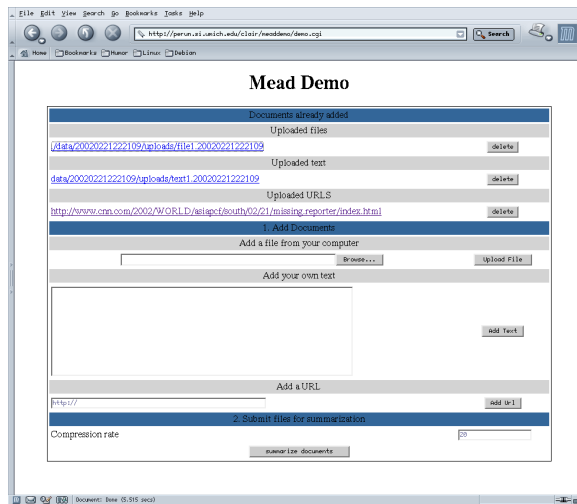 File Edit View Search Go Bookmarks Tasks Help
http://perun.si.umich.edu/clair/meaddemo/demo.cgi
Search
Home Bookmarks Humor Linux Debian
Mead Demo
Documents already added
Uploaded files
/data/20020221222109/uploads/file1.20020221222109 delete
Uploaded text
data/20020221222109/uploads/text1.20020221222109 delete
Uploaded URLS
http://www.cnn.com/2002/WORLD/asiapcf/south/02/21/missing.reporter/index.html delete
1. Add Documents
Add a file from your computer
Browse... Upload File
Add your own text
Add Text
Add a URL
http:// Add Url
2. Submit files for summarization
Compression rate 20
summarize documents
Document: Done (5.515 secs)